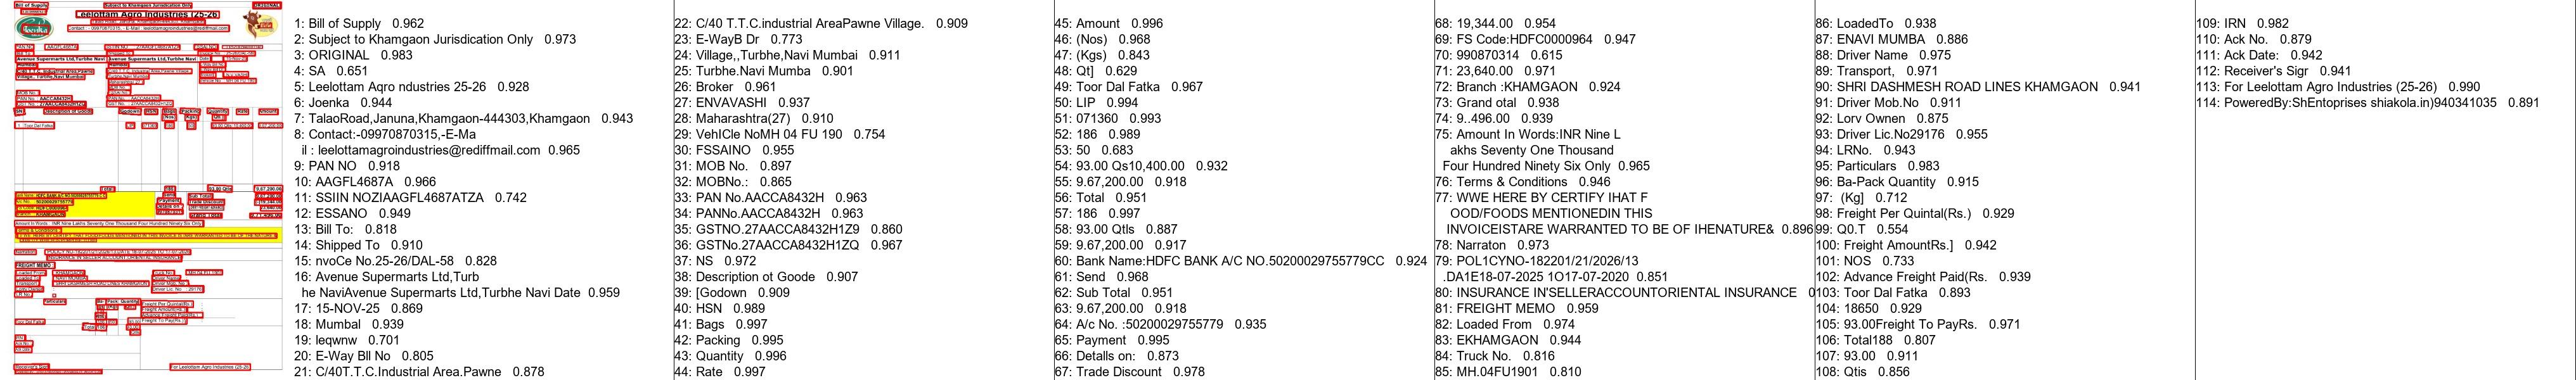 Bill of Supply
Subject to Khamgaon Jurisdication Only
ORIGINAL
Leelottam Agro Industries (25-26)
Joenka
1: Bill of Supply 0.962
2: Subject to Khamgaon Jurisdication Only 0.973
3: ORIGINAL 0.983
4: SA 0.651
5: Leelottam Aqro ndustries 25-26 0.928
6: Joenka 0.944
7: TalaoRoad,Januna,Khamgaon-444303,Khamgaon 0.943
8: Contact:-09970870315,-E-Ma
il : leelottamagroindustries@rediffmail.com 0.965
9: PAN NO 0.918
10: AAGFL4687A 0.966
11: SSIIN NOZIAAGFL4687ATZA 0.742
12: ESSANO 0.949
13: Bill To: 0.818
14: Shipped To 0.910
15: nvoCe No.25-26/DAL-58 0.828
16: Avenue Supermarts Ltd,Turb
he NaviAvenue Supermarts Ltd,Turbhe Navi Date 0.959
17: 15-NOV-25 0.869
18: Mumbal 0.939
19: leqwnw 0.701
20: E-Way Bll No 0.805
21: C/40T.T.C.Industrial Area.Pawne 0.878
22: C/40 T.T.C.industrial AreaPawne Village. 0.909
23: E-WayB Dr 0.773
24: Village,,Turbhe,Navi Mumbai 0.911
25: Turbhe.Navi Mumba 0.901
26: Broker 0.961
27: ENVAVASHI 0.937
28: Maharashtra(27) 0.910
29: VehICle NoMH 04 FU 190 0.754
30: FSSAINO 0.955
31: MOB No. 0.897
32: MOBNo.: 0.865
33: PAN No.AACCA8432H 0.963
34: PANNo.AACCA8432H 0.963
35: GSTNO.27AACCA8432H1Z9 0.860
36: GSTNO.27AACCA8432H1ZQ 0.967
37: NS 0.972
38: Description ot Goode 0.907
39: [Godown 0.909
40: HSN 0.989
41: Bags 0.997
42: Packing 0.995
43: Quantity 0.996
44: Rate 0.997
45: Amount 0.996
46: (Nos) 0.968
47: (Kgs) 0.843
48: Qt] 0.629
49: Toor Dal Fatka 0.967
50: LIP 0.994
51: 071360 0.993
52: 186 0.989
53: 50 0.683
54: 93.00 Qs10,400.00 0.932
55: 9.67,200.00 0.918
56: Total 0.951
57: 186 0.997
58: 93.00 Qtls 0.887
59: 9.67,200.00 0.917
60: Bank Name:HDFC BANK A/C NO.50200029755779CC 0.924
61: Send 0.968
62: Sub Total 0.951
63: 9.67,200.00 0.918
64: A/c No. :50200029755779 0.935
65: Payment 0.995
66: Detalls on: 0.873
67: Trade Discount 0.978
68: 19,344.00 0.954
69: FS Code:HDFC0000964 0.947
70: 990870314 0.615
71: 23,640.00 0.971
72: Branch :KHAMGAON 0.924
73: Grand otal 0.938
74: 9..496.00 0.939
75: Amount In Words:INR Nine L
akhs Seventy One Thousand
Four Hundred Ninety Six Only 0.965
76: Terms & Conditions 0.946
77: WWE HERE BY CERTIFY IHAT F
OOD/FOODS MENTIONEDIN THIS
INVOICEISTARE WARRANTED TO BE OF IHENATURE& 0.896
78: Narraton 0.973
79: POL1CYNO-182201/21/2026/13
.DA1E18-07-2025 1O17-07-2020 0.851
80: INSURANCE IN'SELLERACCOUNTORIENTAL INSURANCE 0
81: FREIGHT MEMO 0.959
82: Loaded From 0.974
83: EKHAMGAON 0.944
84: Truck No. 0.816
85: MH.04FU1901 0.810
86: LoadedTo 0.938
87: ENAVI MUMBA 0.886
88: Driver Name 0.975
89: Transport, 0.971
90: SHRI DASHMESH ROAD LINES KHAMGAON 0.941
91: Driver Mob.No 0.911
92: Lorv Ownen 0.875
93: Driver Lic.No29176 0.955
94: LRNo. 0.943
95: Particulars 0.983
96: Ba-Pack Quantity 0.915
97: (Kg] 0.712
98: Freight Per Quintal(Rs.) 0.929
99: Q0.T 0.554
100: Freight AmountRs.] 0.942
101: NOS 0.733
102: Advance Freight Paid(Rs. 0.939
103: Toor Dal Fatka 0.893
104: 18650 0.929
105: 93.00Freight To PayRs. 0.971
106: Total188 0.807
107: 93.00 0.911
108: Qtis 0.856
109: IRN 0.982
110: Ack No. 0.879
111: Ack Date: 0.942
112: Receiver's Sigr 0.941
113: For Leelottam Agro Industries (25-26) 0.990
114: PoweredBy:ShEntoprises shiakola.in)940341035 0.891